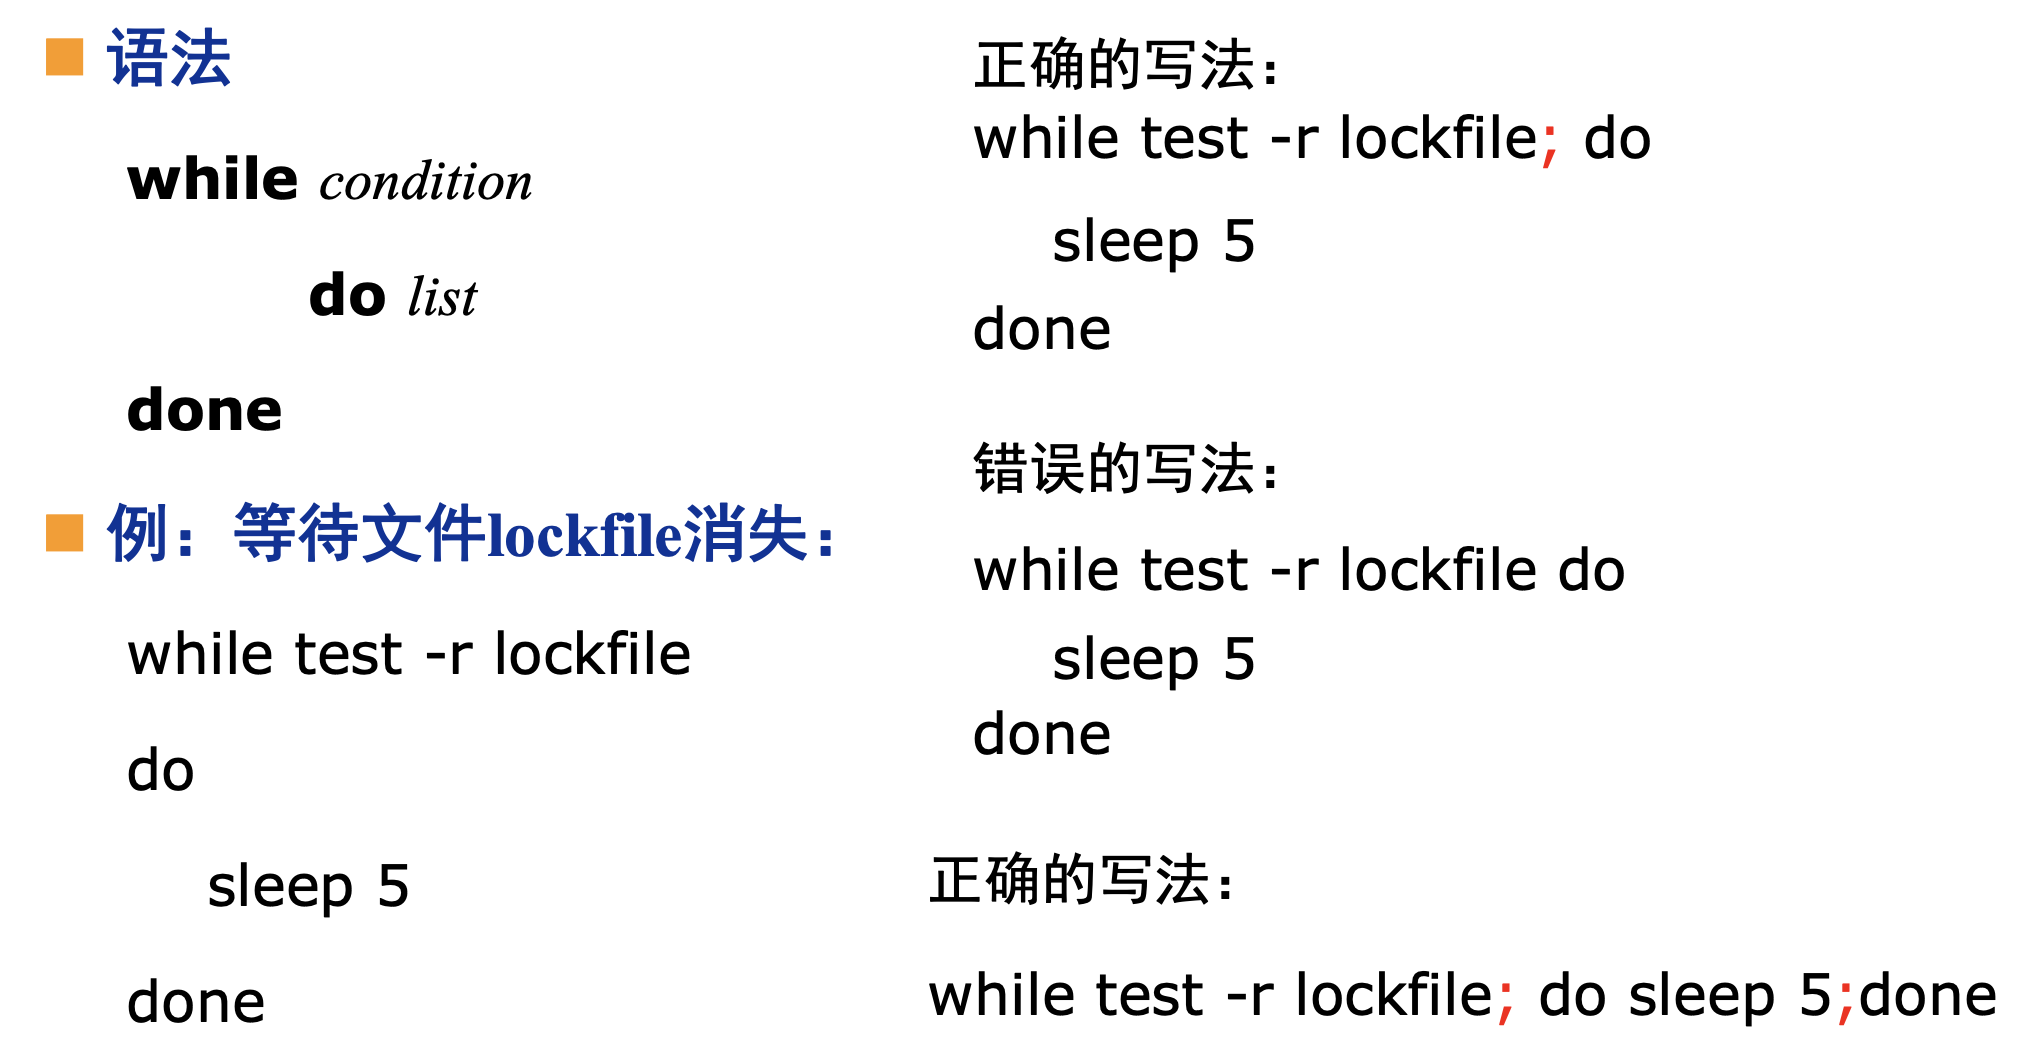 语法
while condition
do list
done
例：等待文件lockfile消失：
while test -r lockfile
do
sleep 5
done
正确的写法：
while test -r lockfile; do
sleep 5
done
错误的写法：
while test -r lockfile do
sleep 5
done
正确的写法：
while test -r lockfile; do sleep 5;done